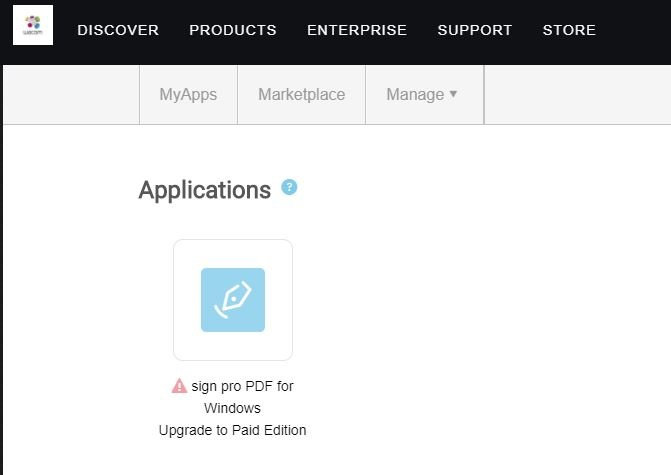 wacom
DISCOVER PRODUCTS ENTERPRISE SUPPORT STORE
MyApps Marketplace Manage ▼
Applications ?
sign pro PDF for
Windows
Upgrade to Paid Edition